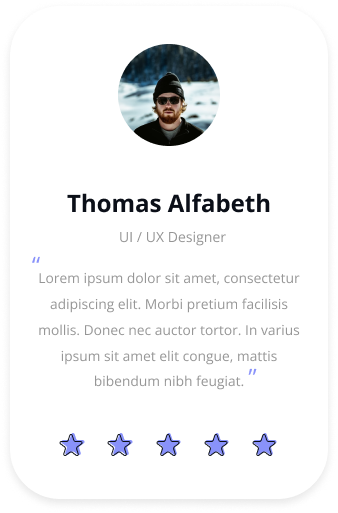 Thomas Alfabeth
UI / UX Designer
“
Lorem ipsum dolor sit amet, consectetur
adipiscing elit. Morbi pretium facilisis
mollis. Donec nec auctor tortor. In varius
ipsum sit amet elit congue, mattis
bibendum nibh feugiat. ”